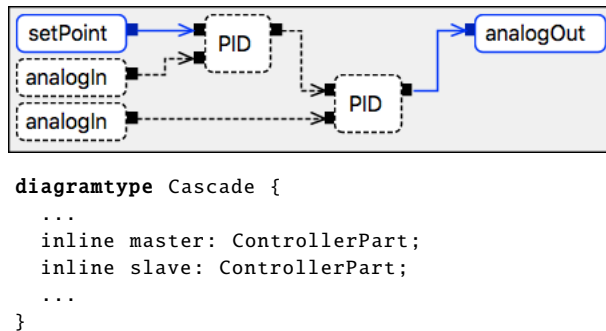 setPoint
PID
analogOut
analogIn
PID
analogIn
diagramtype Cascade {
...
inline master: ControllerPart;
inline slave: ControllerPart;
...
}